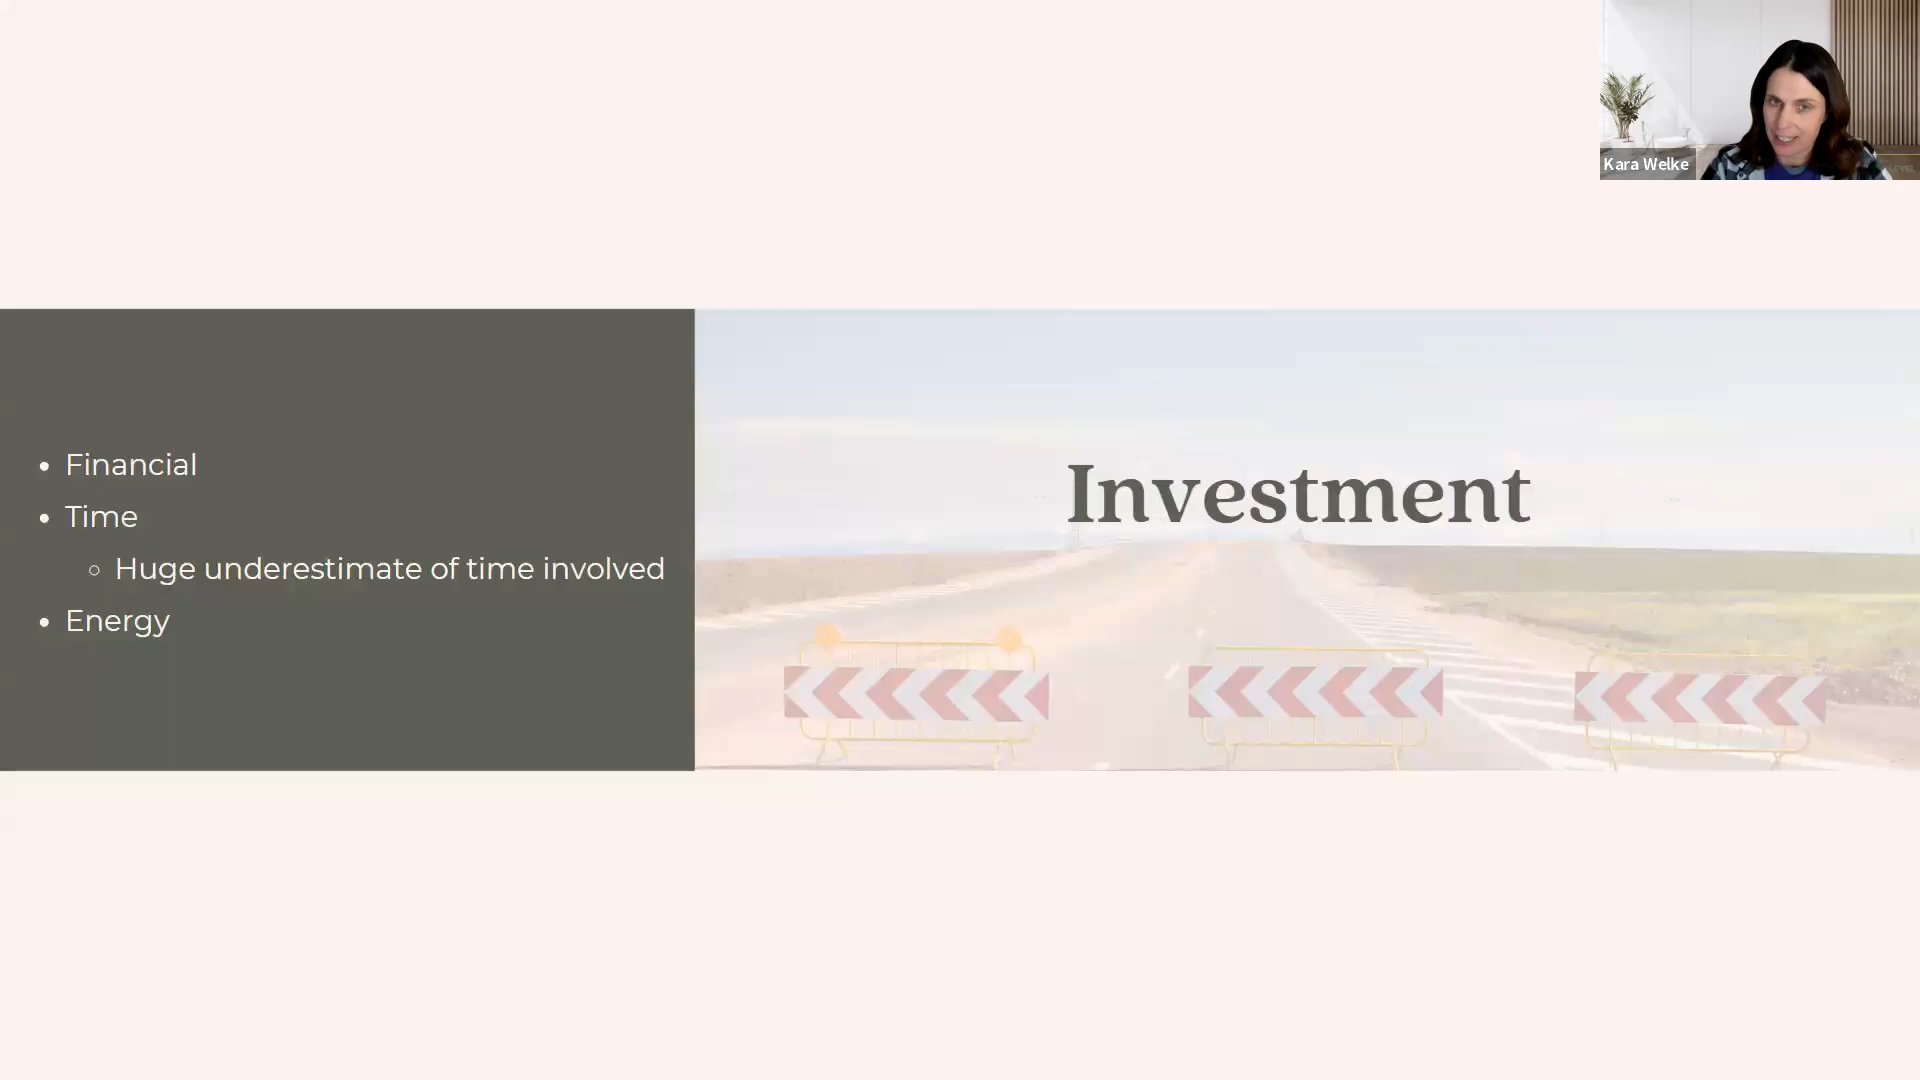 Kara Welke
Investment
• Financial
• Time
○ Huge underestimate of time involved
• Energy